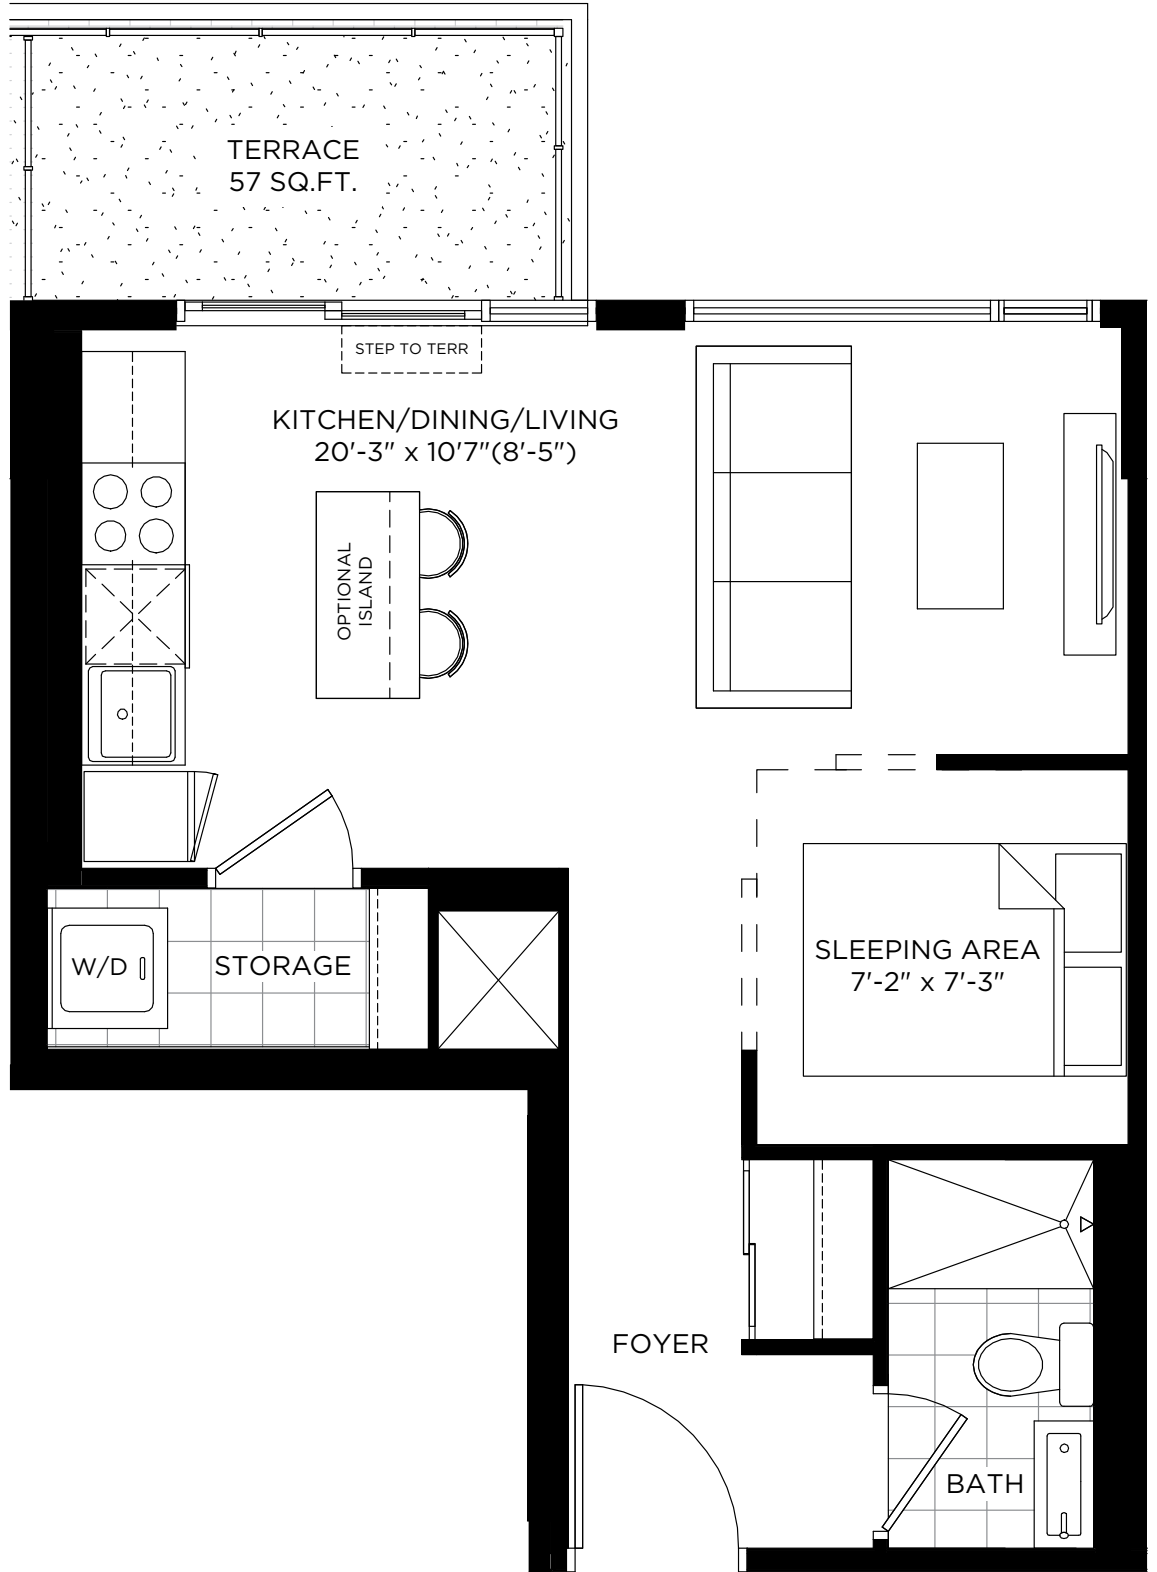 TERRACE
57 SQ.FT.
STEP TO TERR
KITCHEN/DINING/LIVING
20'-3" x 10'7"(8'-5")
OPTIONAL
ISLAND
SLEEPING AREA
7'-2" x 7'-3"
W/D
STORAGE
FOYER
BATH